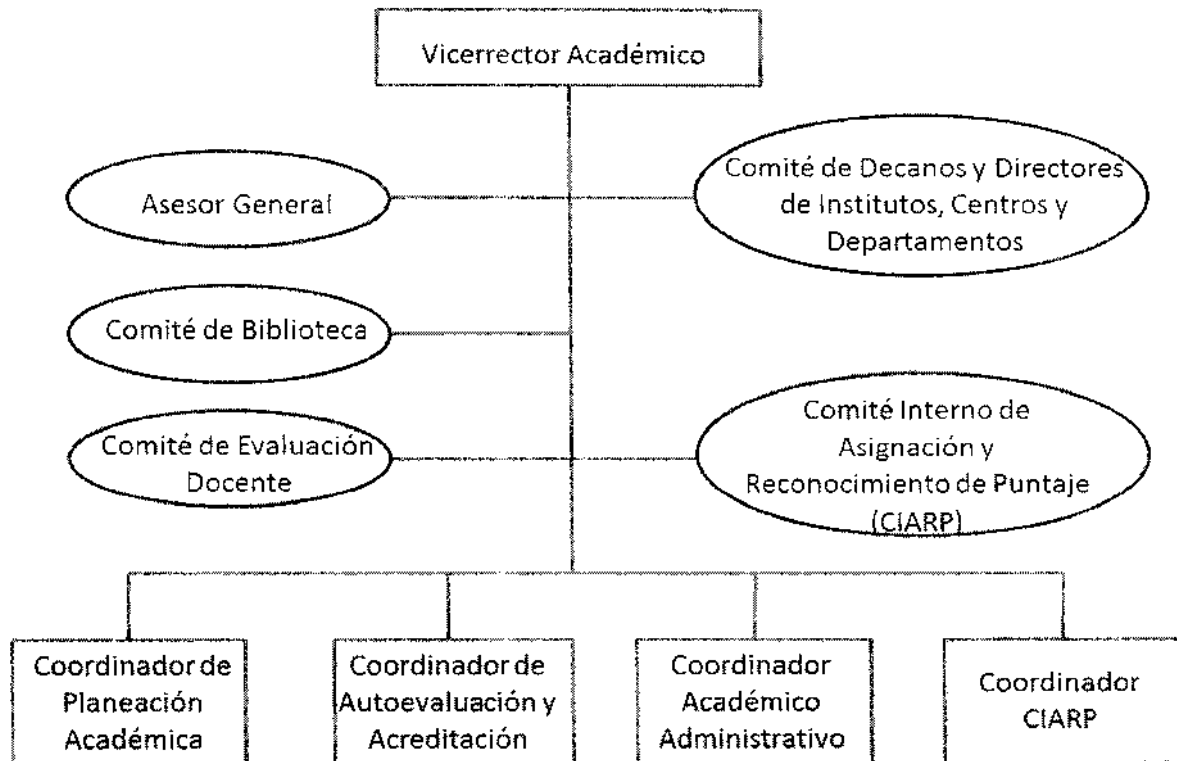 Vicerrector Académico
Asesor General
Comité de Decanos y Directores
de Institutos, Centros y
Departamentos
Comité de Biblioteca
Comité de Evaluación
Docente
Comité Interno de
Asignación y
Reconocimiento de Puntaje
(CIARP)
Coordinador de
Planeación
Académica
Coordinador de
Autoevaluación y
Acreditación
Coordinador
Académico
Administrativo
Coordinador
CIARP